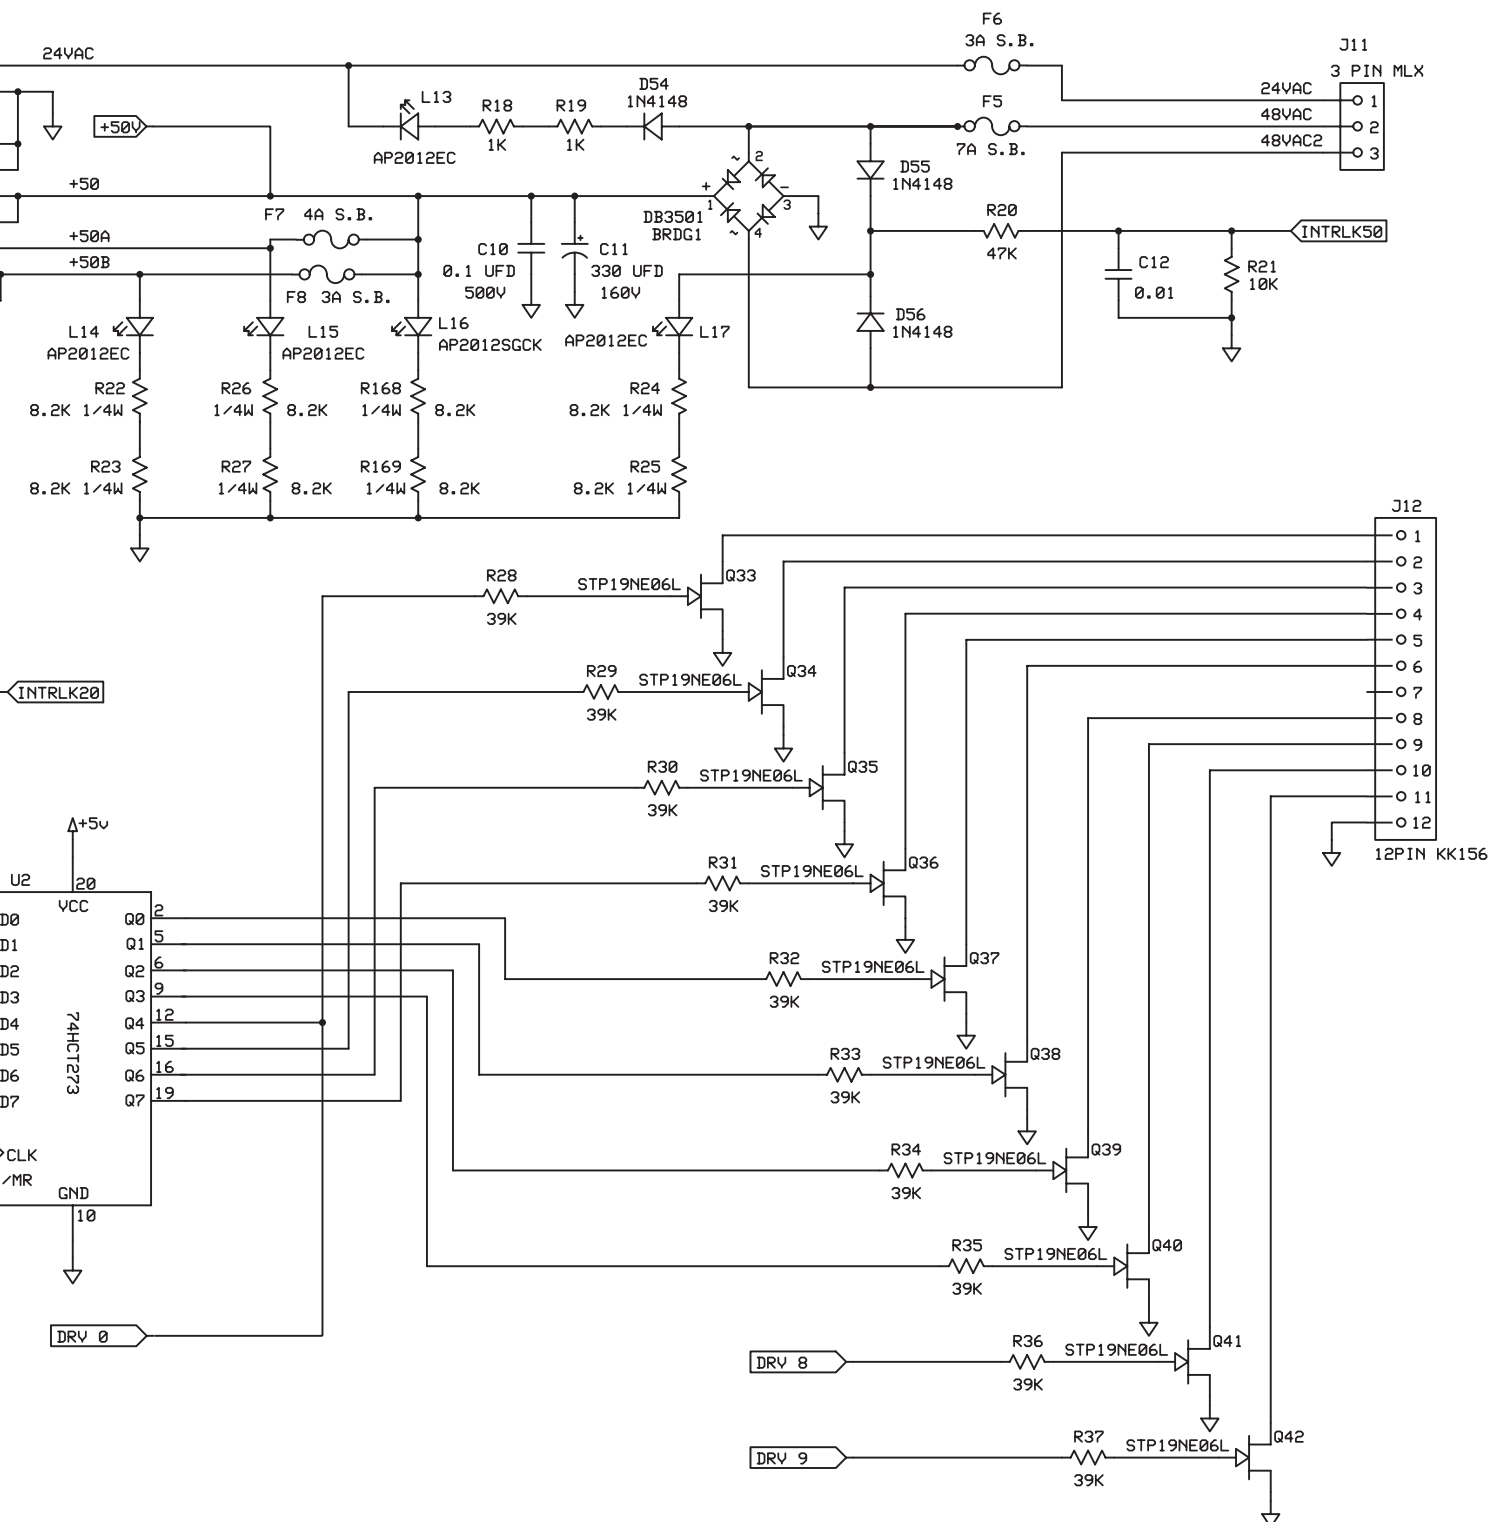 F6
3A S.B.
J11
3 PIN MLX
24VAC
24VAC
1
L13
R18
1K
R19
1K
D54
1N4148
F5
7A S.B.
48VAC
2
48VAC2
3
+50V
AP2012EC
~
2
+
1
-
3
~
4
DB3501
BRDG1
D55
1N4148
+50
F7 4A S.B.
+50A
+50B
F8 3A S.B.
C10
0.1 UFD
500V
+
C11
330 UFD
160V
R20
47K
INTRLK50
C12
0.01
R21
10K
D56
1N4148
L14
AP2012EC
L15
AP2012EC
L16
AP2012SGCK
AP2012EC
L17
R22
8.2K 1/4W
R26
1/4W 8.2K
R168
1/4W 8.2K
R24
8.2K 1/4W
R23
8.2K 1/4W
R27
1/4W 8.2K
R169
1/4W 8.2K
R25
8.2K 1/4W
J12
1
2
3
4
5
6
7
8
9
10
11
12
12PIN KK156
R28
39K
STP19NE06L
Q33
R29
39K
STP19NE06L
Q34
INTRLK20
R30
39K
STP19NE06L
Q35
R31
39K
STP19NE06L
Q36
R32
39K
STP19NE06L
Q37
R33
39K
STP19NE06L
Q38
R34
39K
STP19NE06L
Q39
R35
39K
STP19NE06L
Q40
+5v
U2
20
VCC
D0 Q0 2
D1 Q1 5
D2 Q2 6
D3 Q3 9
D4 Q4 12
D5 Q5 15
D6 Q6 16
D7 Q7 19
74HCT273
CLK
/MR
GND
10
DRV 0
DRV 8
R36
39K
STP19NE06L
Q41
DRV 9
R37
39K
STP19NE06L
Q42